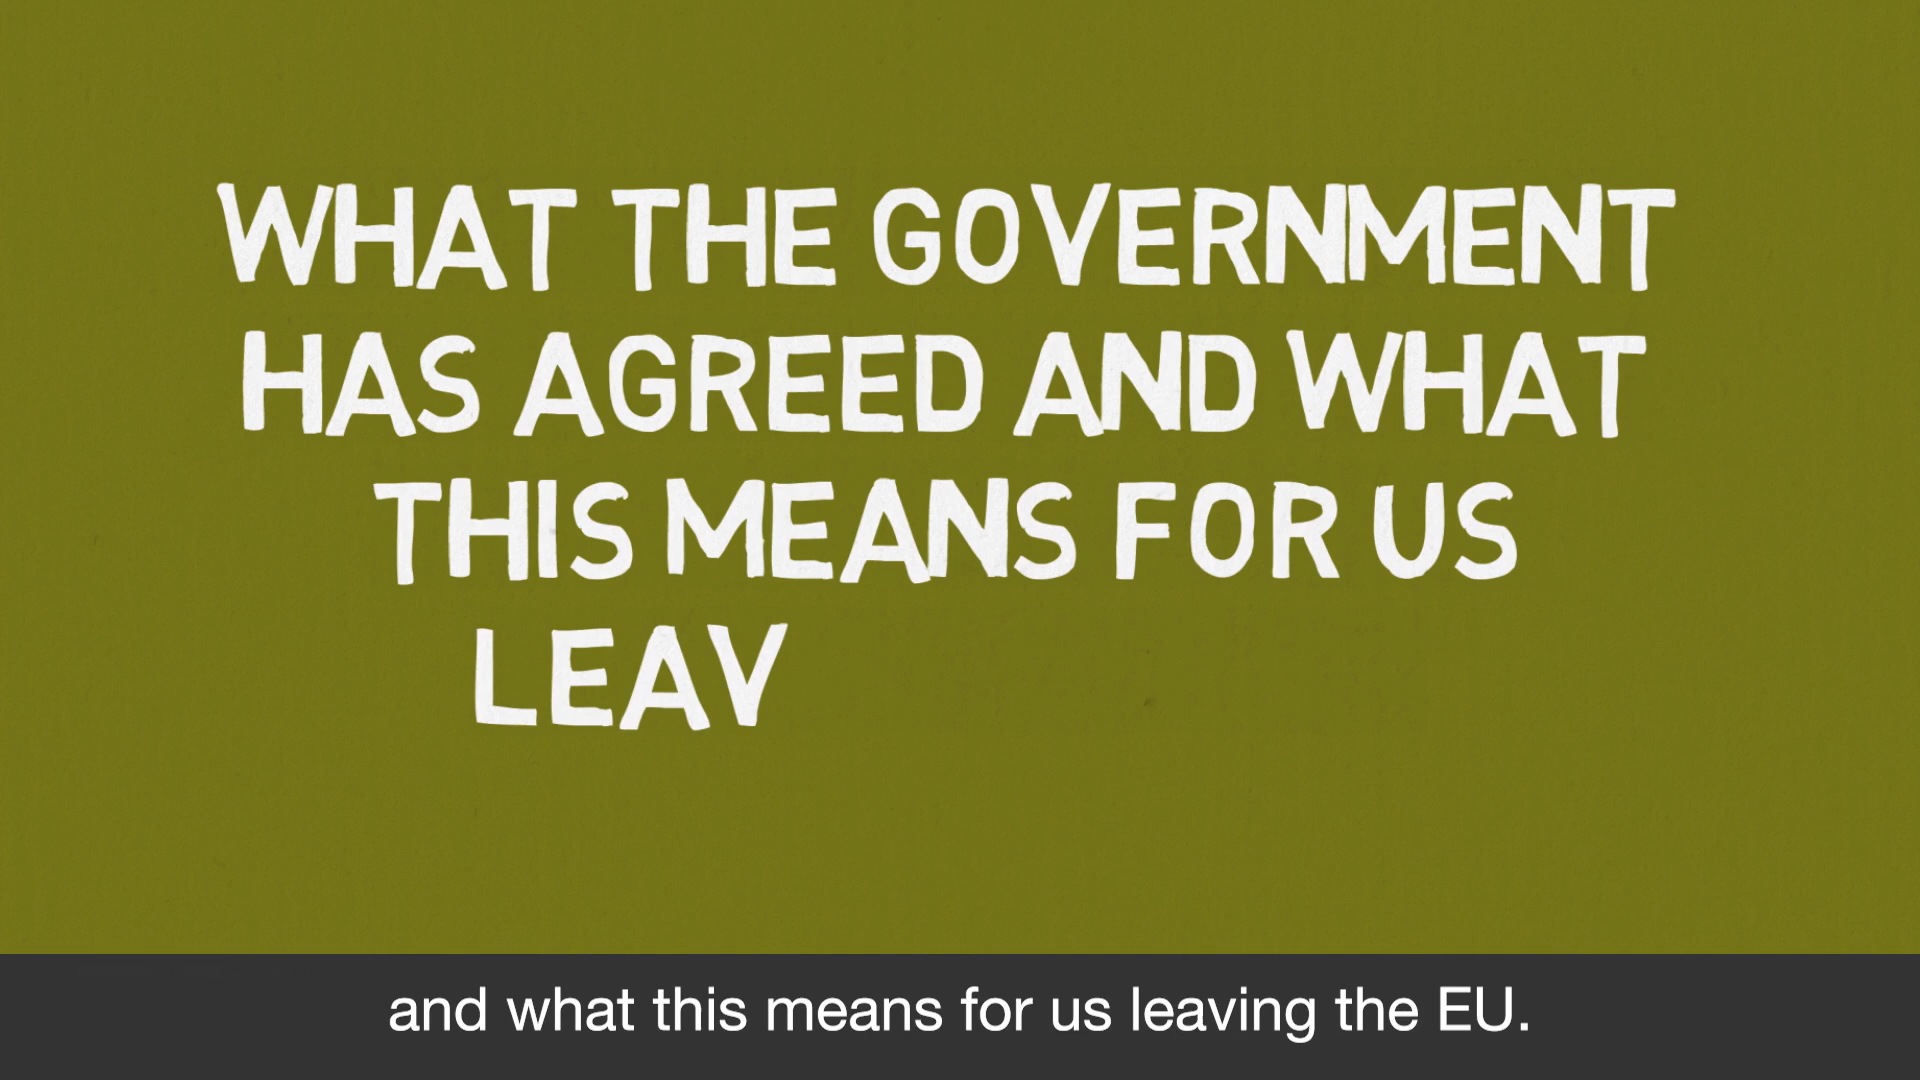 WHAT THE GOVERNMENT
HAS AGREED AND WHAT
THIS MEANS FOR US
LEAV
and what this means for us leaving the EU.